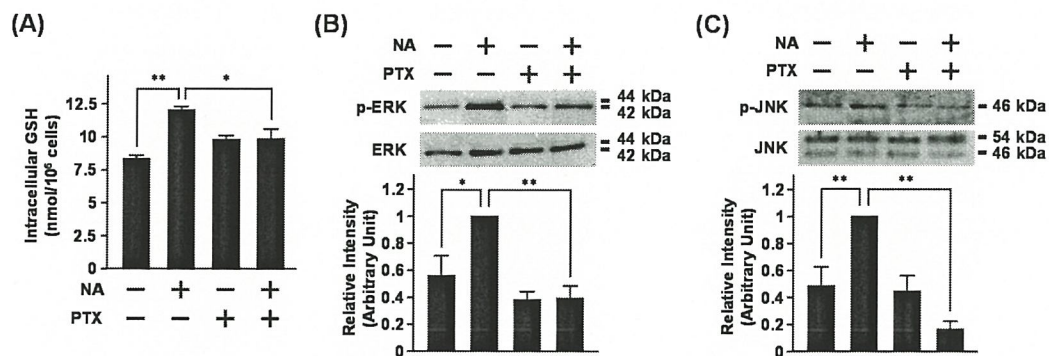 (A)
** *
12.5
10
7.5
5
2.5
0
Intracellular GSH
(nmol/10⁶ cells)
NA − + − +
PTX − − + +
(B)
NA − + − +
PTX − − + +
p-ERK
44 kDa
42 kDa
ERK
44 kDa
42 kDa
* **
1.2
1
0.8
0.6
0.4
0.2
0
Relative Intensity
(Arbitrary Unit)
(C)
NA − + − +
PTX − − + +
p-JNK
46 kDa
JNK
54 kDa
46 kDa
** **
1.2
1
0.8
0.6
0.4
0.2
0
Relative Intensity
(Arbitrary Unit)